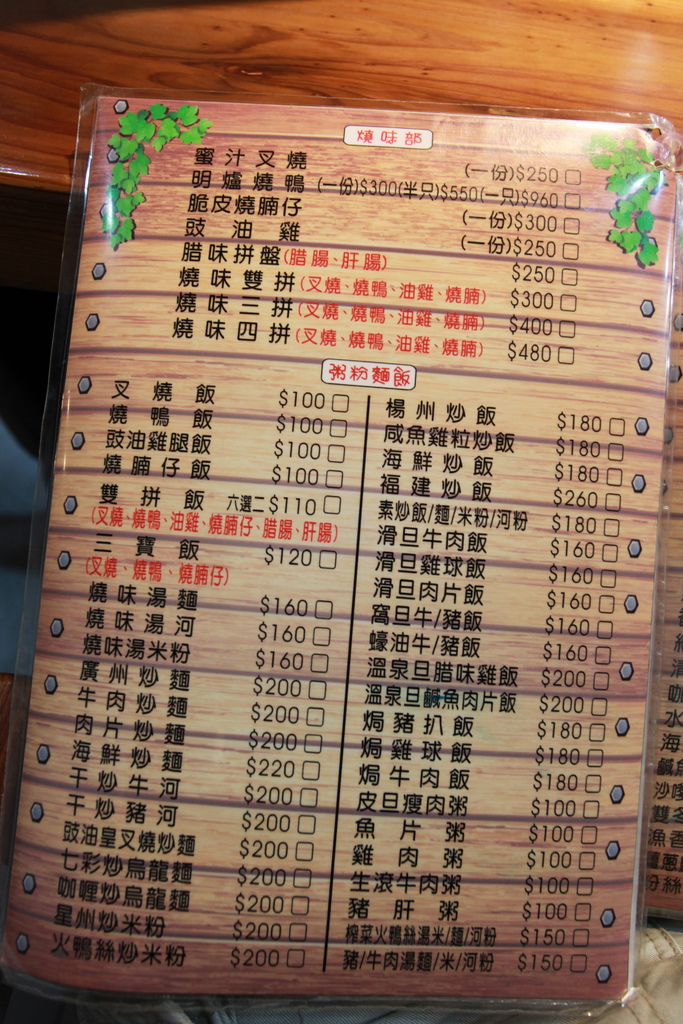 燒味部
蜜汁叉燒 (一份)$250
明爐燒鴨 (一份)$300(半只)$550(一只)$960
脆皮燒腩仔 (一份)$300
豉油雞 (一份)$250
腊味拼盤(腊腸、肝腸) $250
燒味雙拼(叉燒、燒鴨、油雞、燒腩) $300
燒味三拼(叉燒、燒鴨、油雞、燒腩) $400
燒味四拼(叉燒、燒鴨、油雞、燒腩) $480
粥粉麵飯
叉燒飯 $100
燒鴨飯 $100
豉油雞腿飯 $100
燒腩仔飯 $100
雙拼飯 六選二 $110
(叉燒、燒鴨、油雞、燒腩仔、腊腸、肝腸)
三寶飯 $120
(叉燒、燒鴨、燒腩仔)
燒味湯麵 $160
燒味湯河 $160
燒味湯米粉 $160
廣州炒麵 $200
牛肉炒麵 $200
肉片炒麵 $200
海鮮炒麵 $220
干炒牛河 $200
干炒豬河 $200
豉油皇叉燒炒麵 $200
七彩炒烏龍麵 $200
咖喱炒烏龍麵 $200
星州炒米粉 $200
火鴨絲炒米粉 $200
楊州炒飯 $180
咸魚雞粒炒飯 $180
海鮮炒飯 $180
福建炒飯 $260
素炒飯/麵/米粉/河粉 $180
滑旦牛肉飯 $160
滑旦雞球飯 $160
滑旦肉片飯 $160
窩旦牛/豬飯 $160
蠔油牛/豬飯 $160
溫泉旦腊味雞飯 $200
溫泉旦鹹魚肉片飯 $200
焗豬扒飯 $180
焗雞球飯 $180
焗牛肉飯 $180
皮旦瘦肉粥 $100
魚片粥 $100
雞肉粥 $100
生滾牛肉粥 $100
豬肝粥 $100
榨菜火鴨絲湯米/麵/河粉 $150
豬/牛肉湯麵/米/河粉 $150